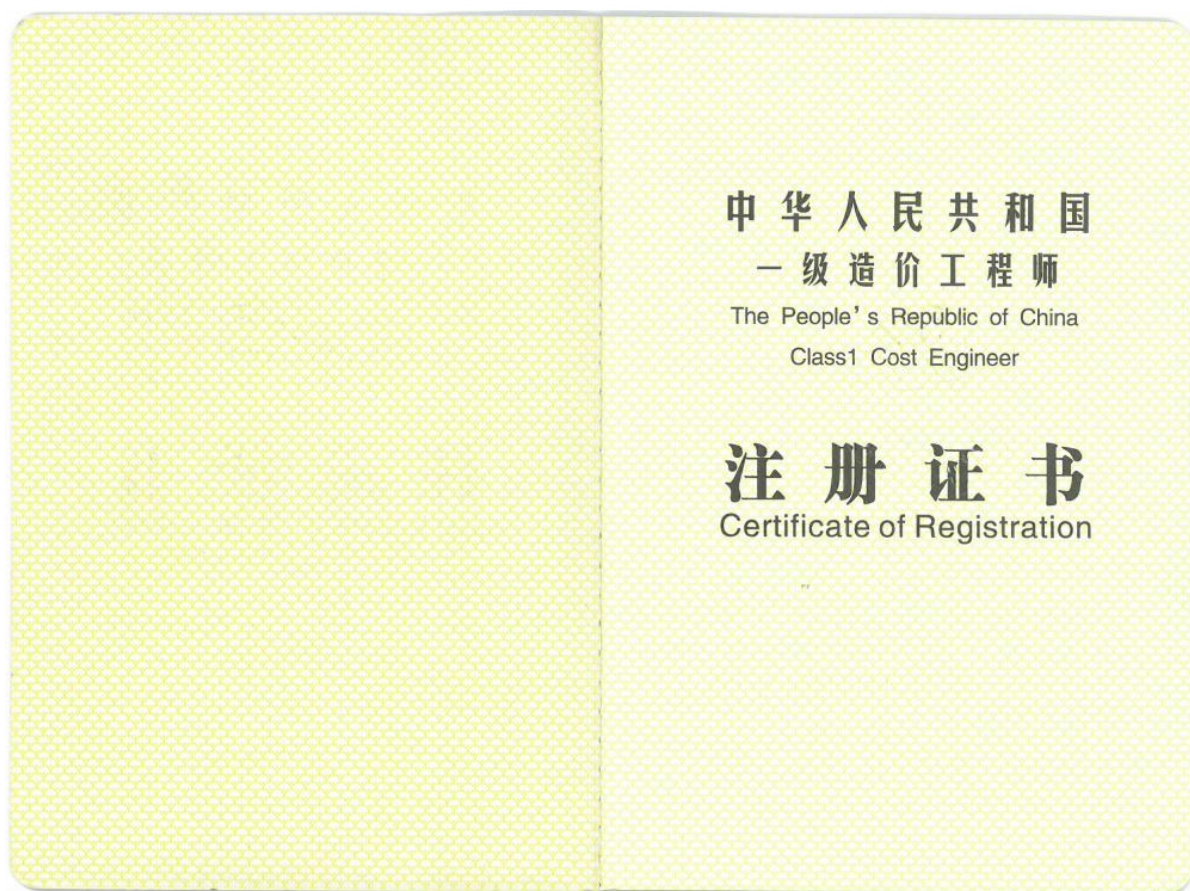 中华人民共和国
一级造价工程师
The People's Republic of China
Class1 Cost Engineer
注册证书
Certificate of Registration